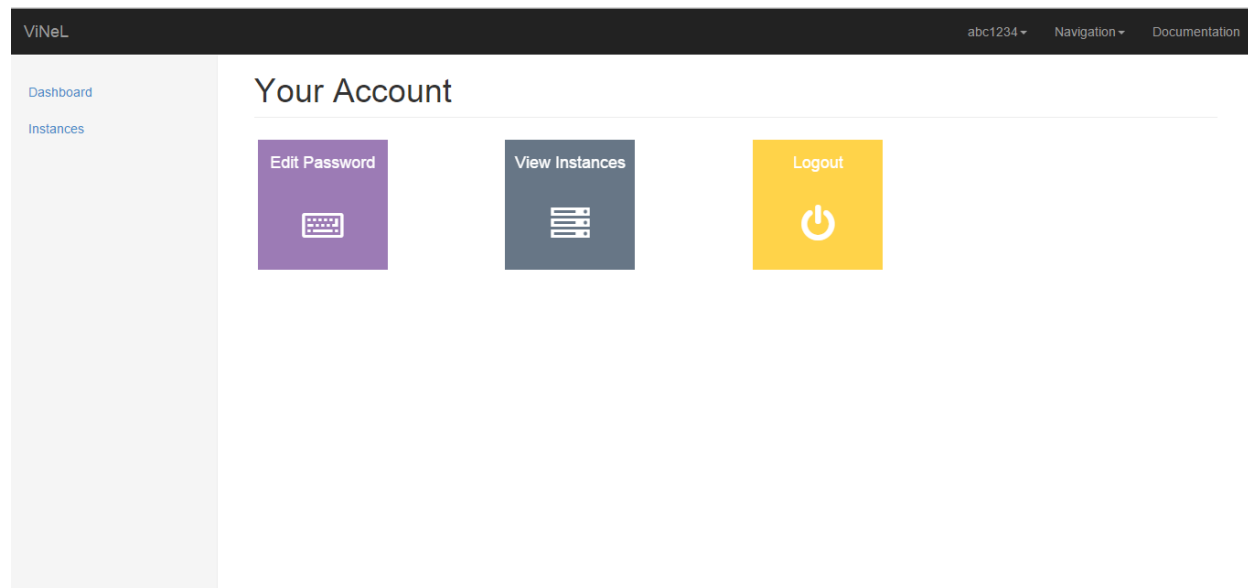 ViNeL
abc1234
Navigation
Documentation
Dashboard
Instances
Your Account
Edit Password
View Instances
Logout